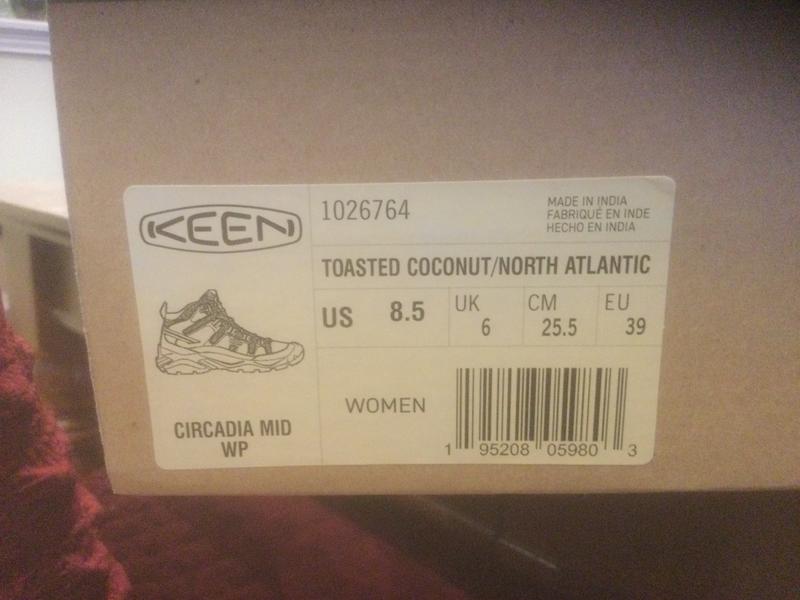 KEEN
1026764
MADE IN INDIA
FABRIQUÉ EN INDE
HECHO EN INDIA
TOASTED COCONUT/NORTH ATLANTIC
US 8.5
UK 6
CM 25.5
EU 39
WOMEN
CIRCADIA MID
WP
1 95208 05980 3